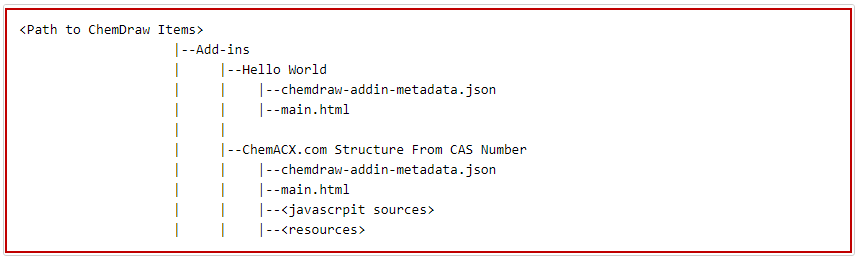 <Path to ChemDraw Items>
                    |--Add-ins
                    |     |--Hello World
                    |     |    |--chemdraw-addin-metadata.json
                    |     |    |--main.html
                    |     |
                    |     |--ChemACX.com Structure From CAS Number
                    |     |    |--chemdraw-addin-metadata.json
                    |     |    |--main.html
                    |     |    |--<javascrpit sources>
                    |     |    |--<resources>